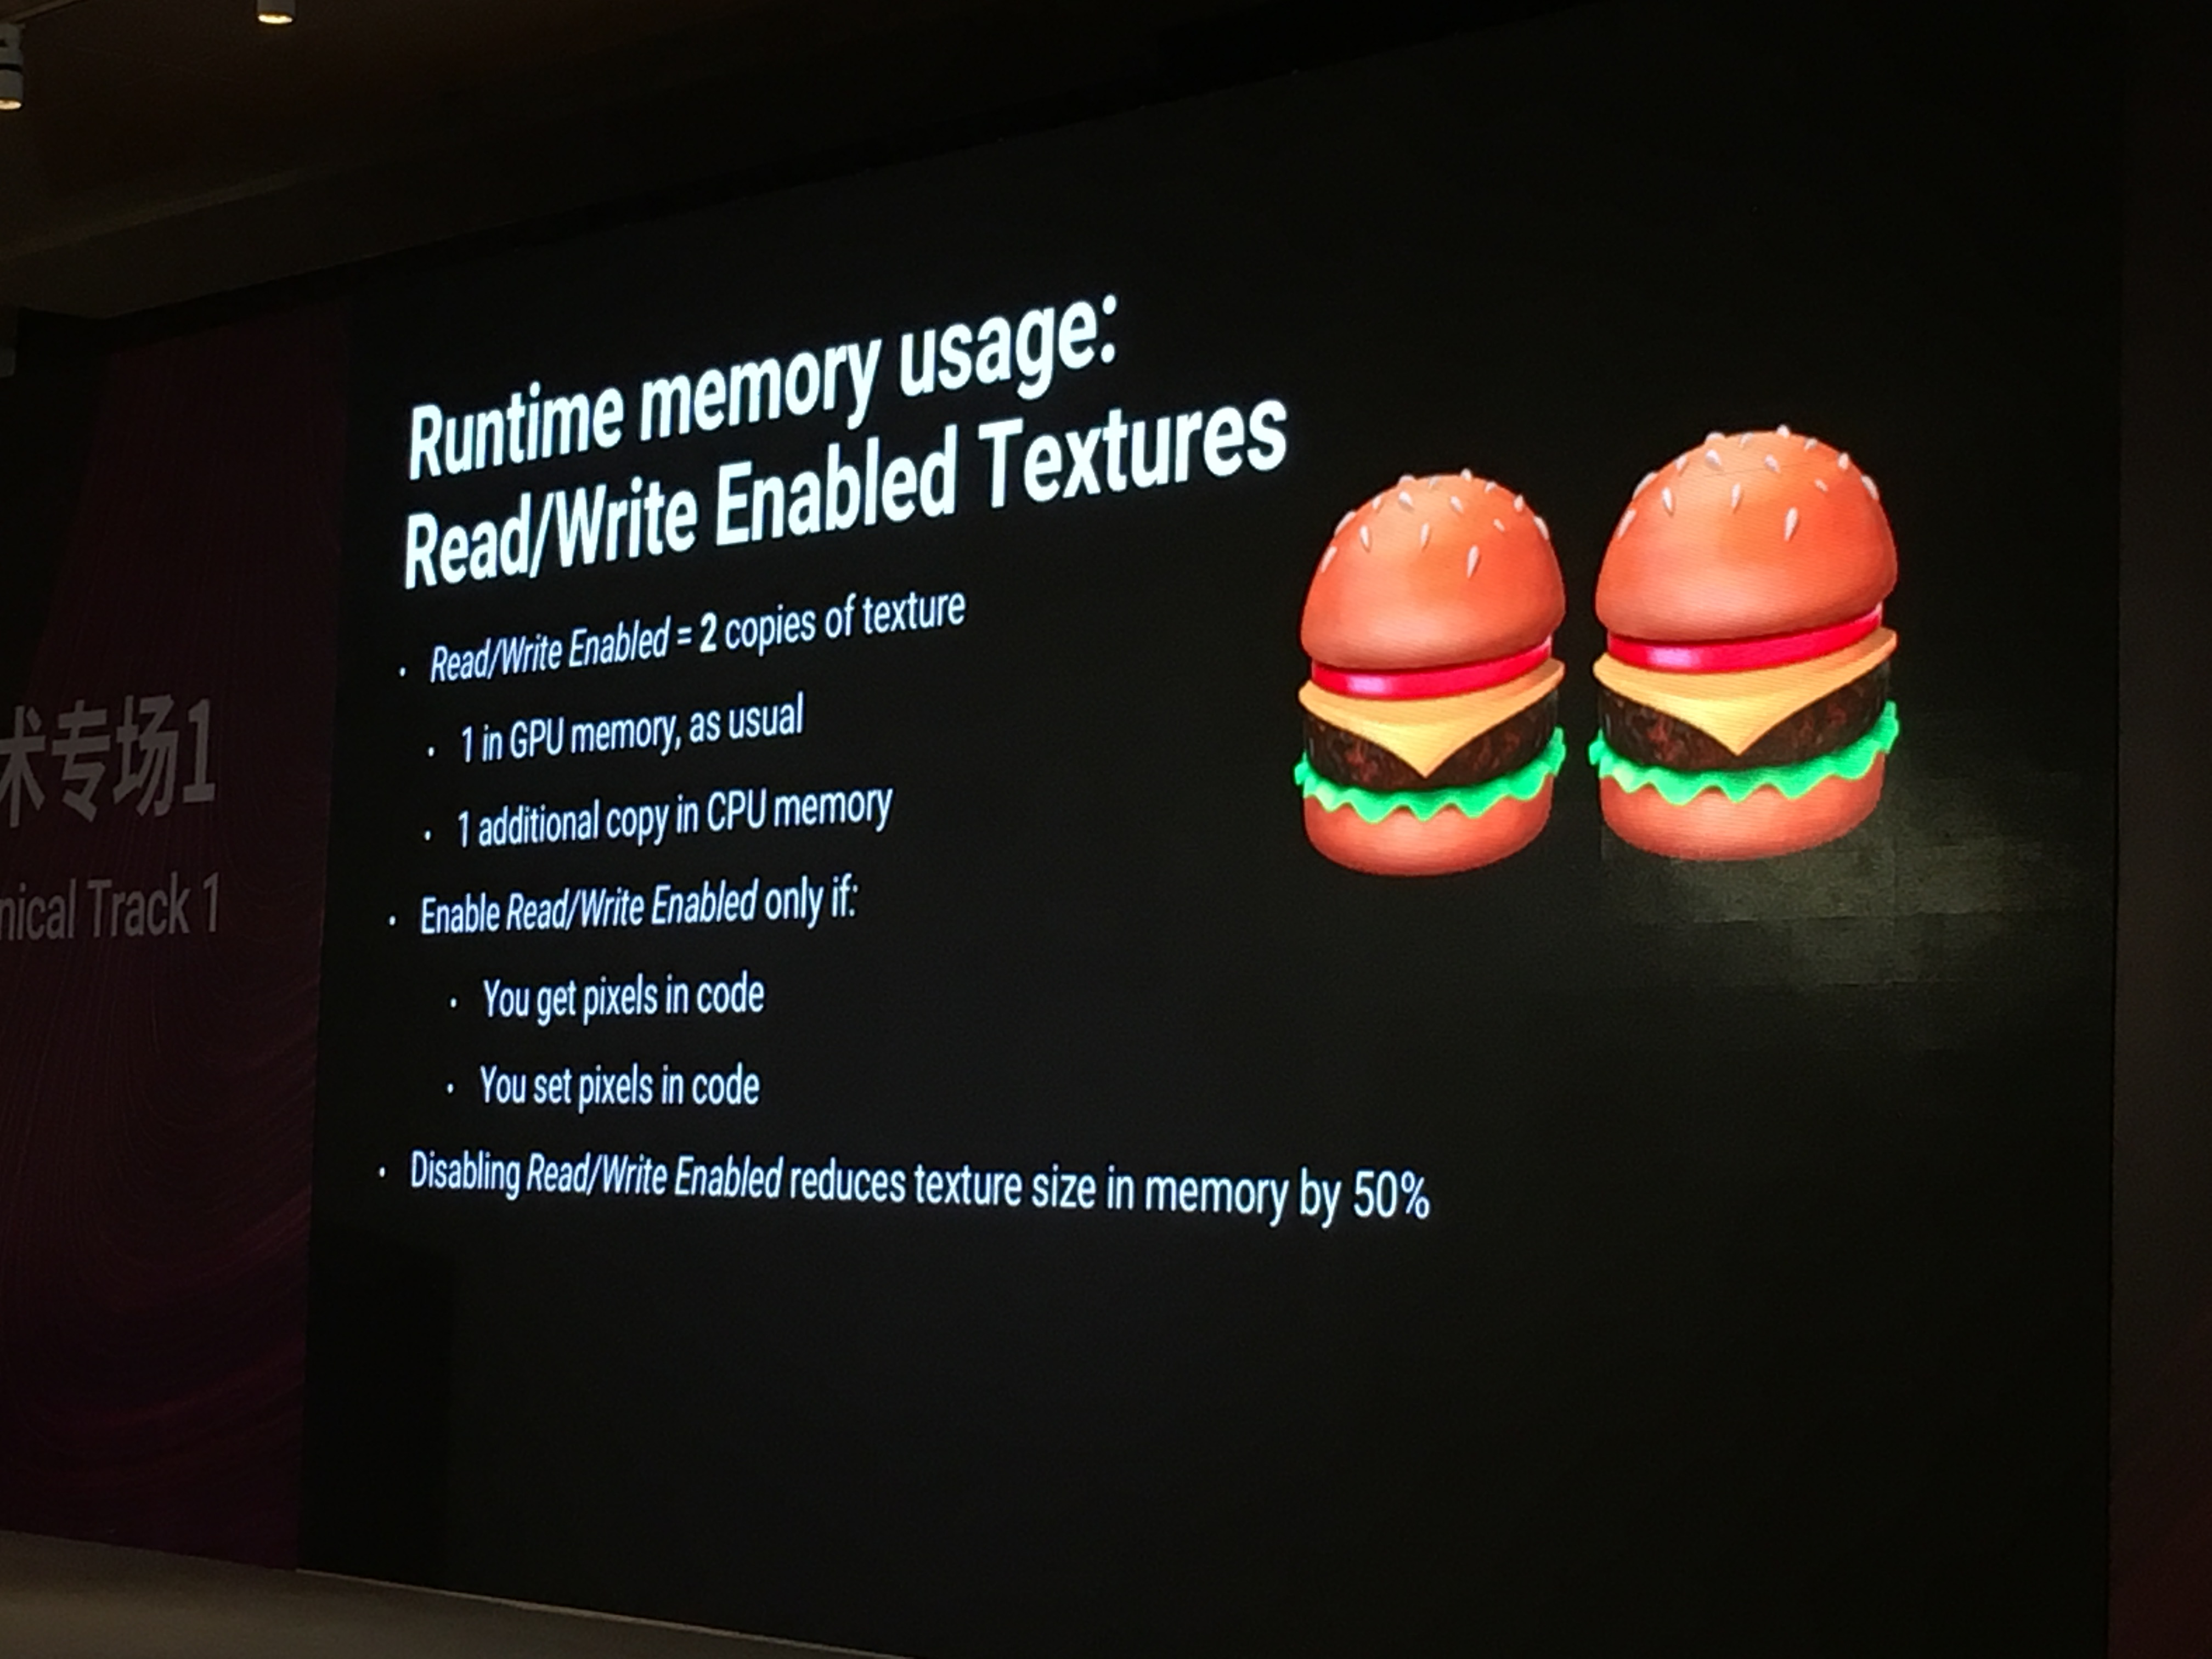 Runtime memory usage:
Read/Write Enabled Textures
· Read/Write Enabled = 2 copies of texture
· 1 in GPU memory, as usual
· 1 additional copy in CPU memory
· Enable Read/Write Enabled only if:
· You get pixels in code
· You set pixels in code
· Disabling Read/Write Enabled reduces texture size in memory by 50%
术专场1
nical Track 1